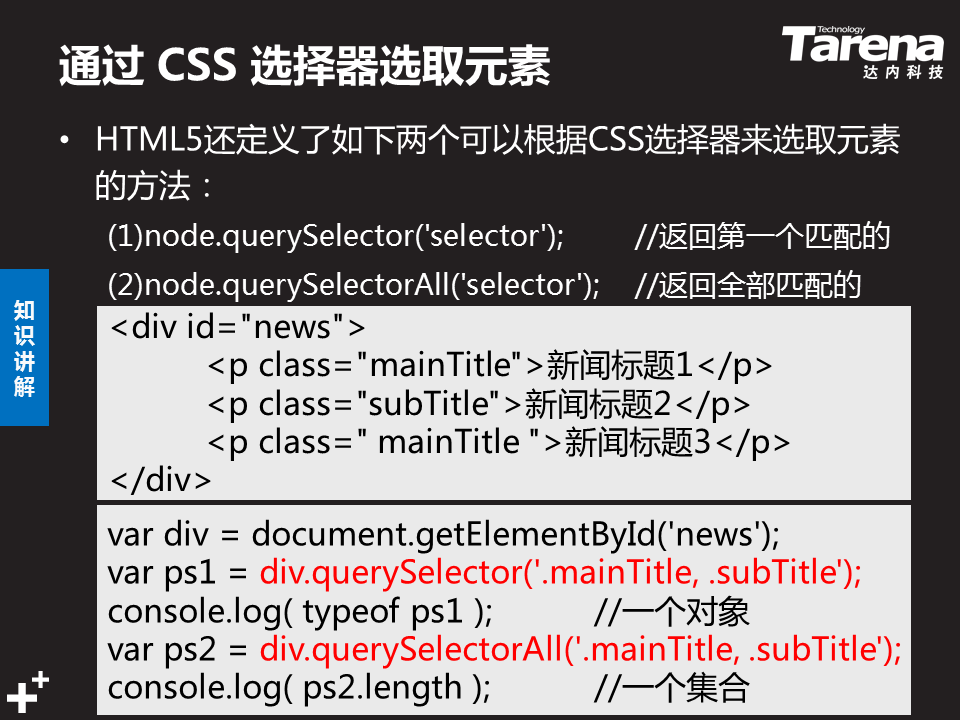 通过 CSS 选择器选取元素
Technology
Tarena
达内科技
• HTML5还定义了如下两个可以根据CSS选择器来选取元素
的方法：
(1)node.querySelector('selector'); //返回第一个匹配的
(2)node.querySelectorAll('selector'); //返回全部匹配的
知识讲解
<div id="news">
<p class="mainTitle">新闻标题1</p>
<p class="subTitle">新闻标题2</p>
<p class=" mainTitle ">新闻标题3</p>
</div>
var div = document.getElementById('news');
var ps1 = div.querySelector('.mainTitle, .subTitle');
console.log( typeof ps1 ); //一个对象
var ps2 = div.querySelectorAll('.mainTitle, .subTitle');
console.log( ps2.length ); //一个集合